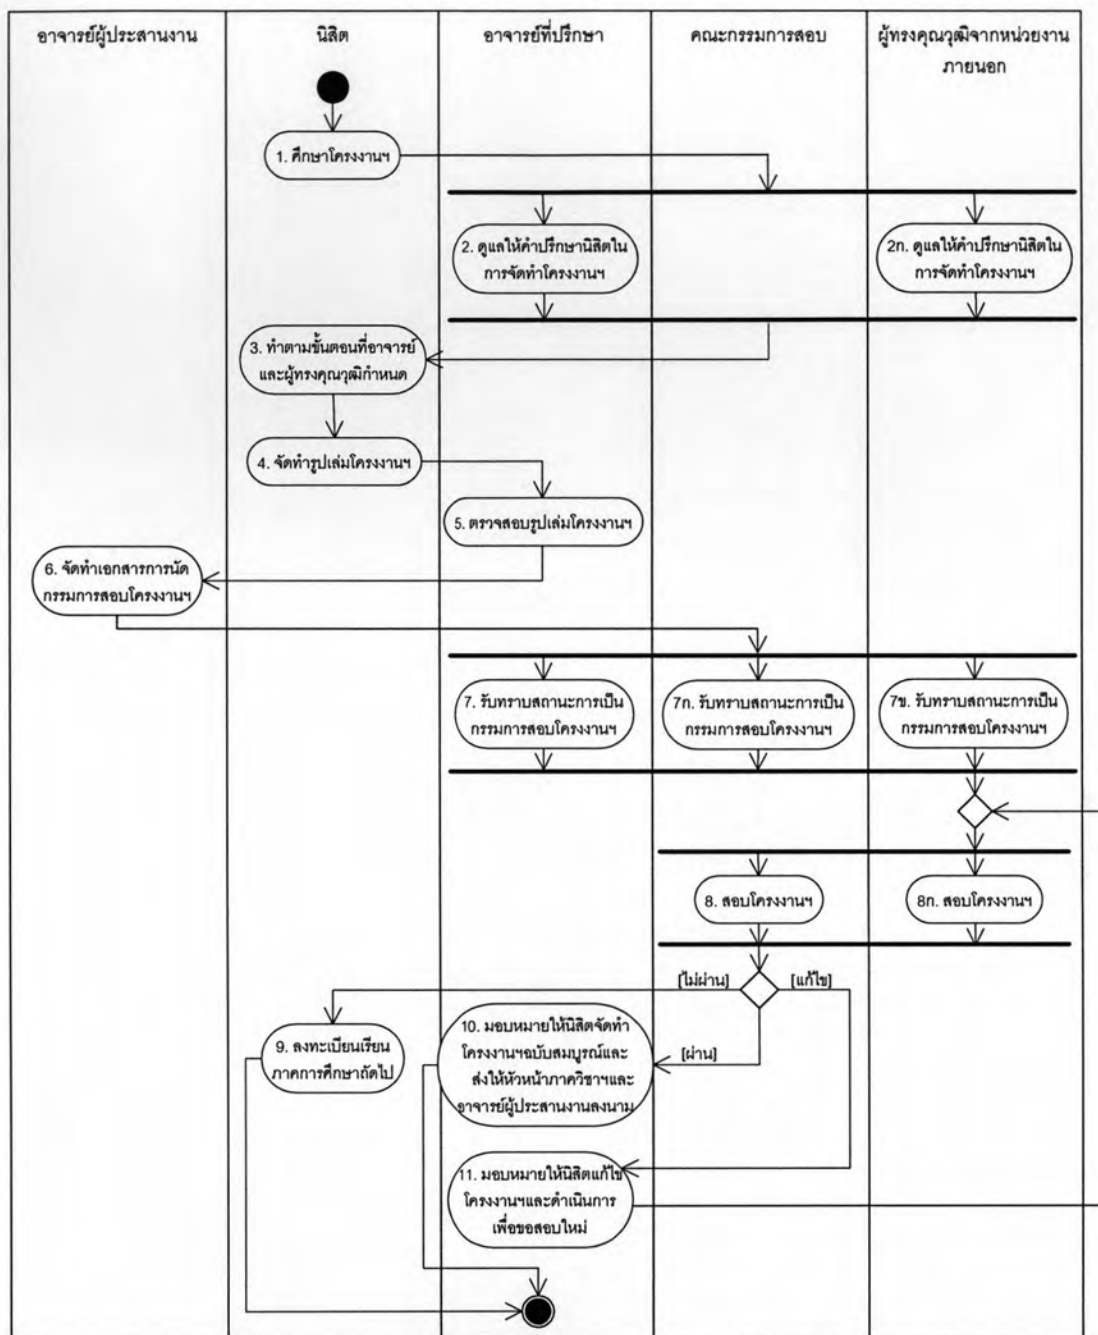 อาจารย์ผู้ประสานงาน
นิสิต
อาจารย์ที่ปรึกษา
คณะกรรมการสอบ
ผู้ทรงคุณวุฒิจากหน่วยงาน
ภายนอก
1. ศึกษาโครงงานฯ
2. ดูแลให้คำปรึกษานิสิตใน
การจัดทำโครงงานฯ
2ก. ดูแลให้คำปรึกษานิสิตใน
การจัดทำโครงงานฯ
3. ทำตามขั้นตอนที่อาจารย์
และผู้ทรงคุณวุฒิกำหนด
4. จัดทำรูปเล่มโครงงานฯ
5. ตรวจสอบรูปเล่มโครงงานฯ
6. จัดทำเอกสารการนัด
กรรมการสอบโครงงานฯ
7. รับทราบสถานะการเป็น
กรรมการสอบโครงงานฯ
7ก. รับทราบสถานะการเป็น
กรรมการสอบโครงงานฯ
7ข. รับทราบสถานะการเป็น
กรรมการสอบโครงงานฯ
8. สอบโครงงานฯ
8ก. สอบโครงงานฯ
[ไม่ผ่าน]
[แก้ไข]
[ผ่าน]
9. ลงทะเบียนเรียน
ภาคการศึกษาถัดไป
10. มอบหมายให้นิสิตจัดทำ
โครงงานฯฉบับสมบูรณ์และ
ส่งให้หัวหน้าภาควิชาฯและ
อาจารย์ผู้ประสานงานลงนาม
11. มอบหมายให้นิสิตแก้ไข
โครงงานฯและดำเนินการ
เพื่อขอสอบใหม่